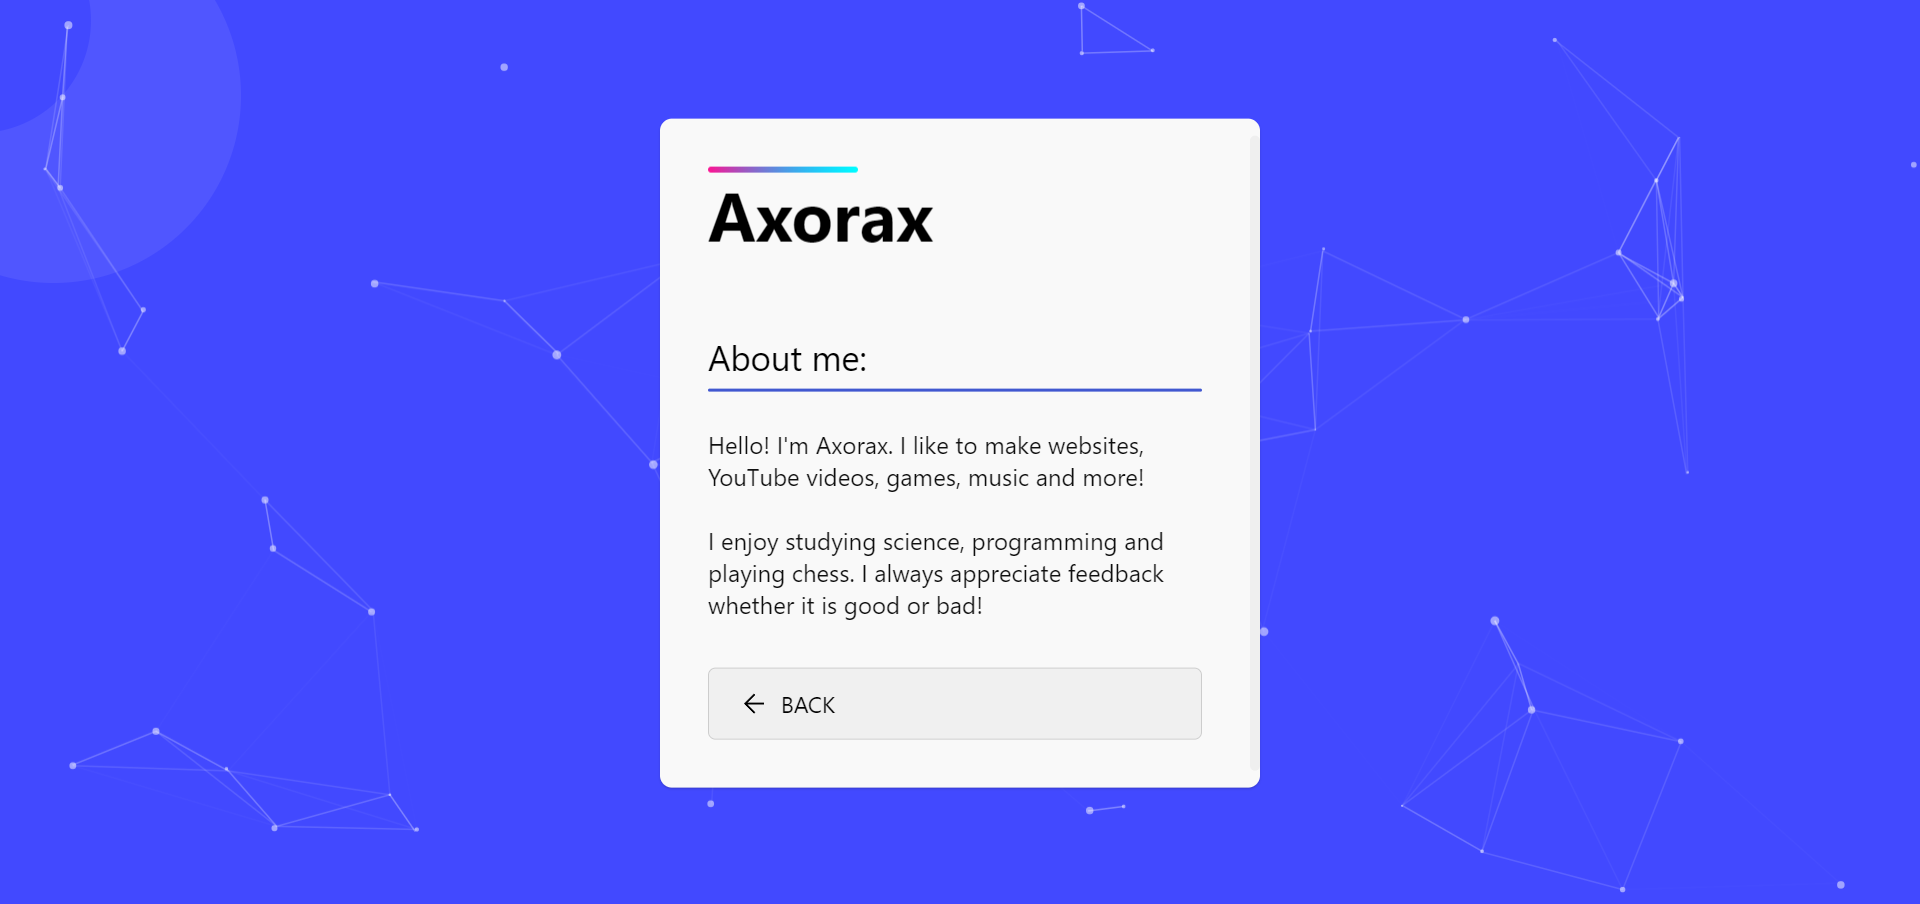 Axorax
About me:
Hello! I'm Axorax. I like to make websites,
YouTube videos, games, music and more!
I enjoy studying science, programming and
playing chess. I always appreciate feedback
whether it is good or bad!
BACK